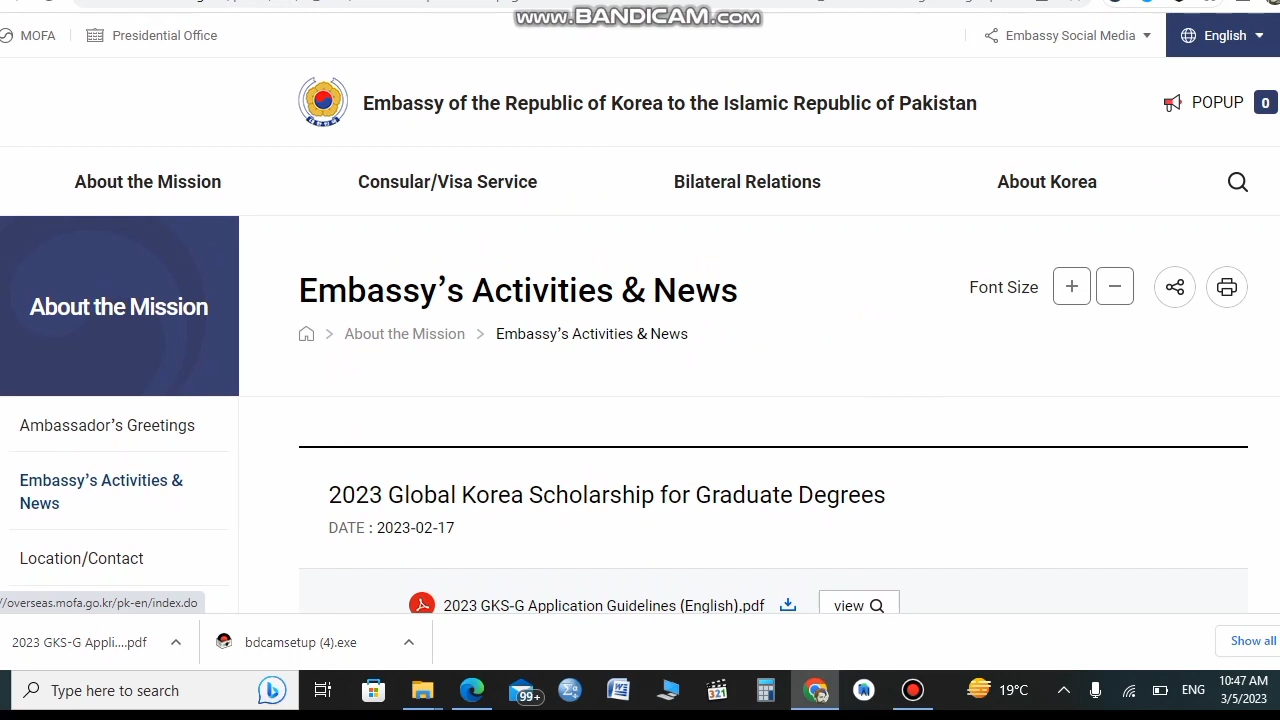 www.BANDICAM.com
MOFA
Presidential Office
Embassy Social Media
English
Embassy of the Republic of Korea to the Islamic Republic of Pakistan
POPUP 0
About the Mission
Consular/Visa Service
Bilateral Relations
About Korea
About the Mission
Embassy's Activities & News
Font Size + −
> About the Mission > Embassy's Activities & News
Ambassador's Greetings
Embassy's Activities &
News
Location/Contact
2023 Global Korea Scholarship for Graduate Degrees
DATE : 2023-02-17
2023 GKS-G Application Guidelines (English).pdf
view
//overseas.mofa.go.kr/pk-en/index.do
2023 GKS-G Appli....pdf
bdcamsetup (4).exe
Show all
Type here to search
99+
321
19°C
ENG
10:47 AM
3/5/2023